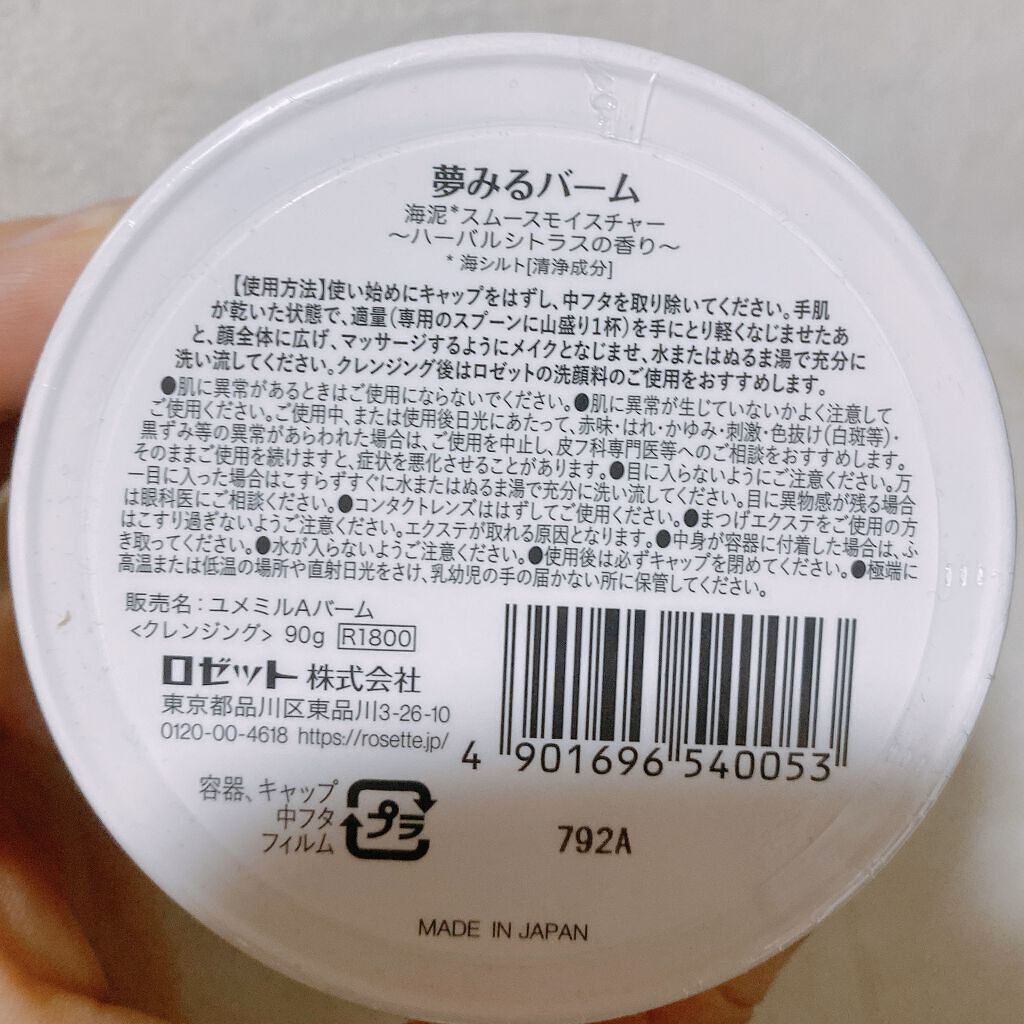 夢みるバーム
海泥*スムースモイスチャー
〜ハーバルシトラスの香り〜
* 海シルト[清浄成分]
【使用方法】使い始めにキャップをはずし、中フタを取り除いてください。手肌
が乾いた状態で、適量(専用のスプーンに山盛り1杯)を手にとり軽くなじませたあ
と、顔全体に広げ、マッサージするようにメイクとなじませ、水またはぬるま湯で充分に
洗い流してください。クレンジング後はロゼットの洗顔料のご使用をおすすめします。
●肌に異常があるときはご使用にならないでください。●肌に異常が生じていないかよく注意して
ご使用ください。ご使用中、または使用後日光にあたって、赤味・はれ・かゆみ・刺激・色抜け(白斑等)・
黒ずみ等の異常があらわれた場合は、ご使用を中止し、皮フ科専門医等へのご相談をおすすめします。
そのままご使用を続けますと、症状を悪化させることがあります。●目に入らないようにご注意ください。万
一目に入った場合はこすらずすぐに水またはぬるま湯で充分に洗い流してください。目に異物感が残る場合
は眼科医にご相談ください。●コンタクトレンズははずしてご使用ください。●まつげエクステをご使用の方
はこすり過ぎないようご注意ください。エクステが取れる原因となります。●中身が容器に付着した場合は、ふ
き取ってください。●水が入らないようご注意ください。●使用後は必ずキャップを閉めてください。●極端に
高温または低温の場所や直射日光をさけ、乳幼児の手の届かない所に保管してください。
販売名：ユメミルAバーム
<クレンジング> 90g R1800
ロゼット株式会社
東京都品川区東品川3-26-10
0120-00-4618 https://rosette.jp/
4 901696 540053
容器、キャップ
中フタ
フィルム
プラ
792A
MADE IN JAPAN